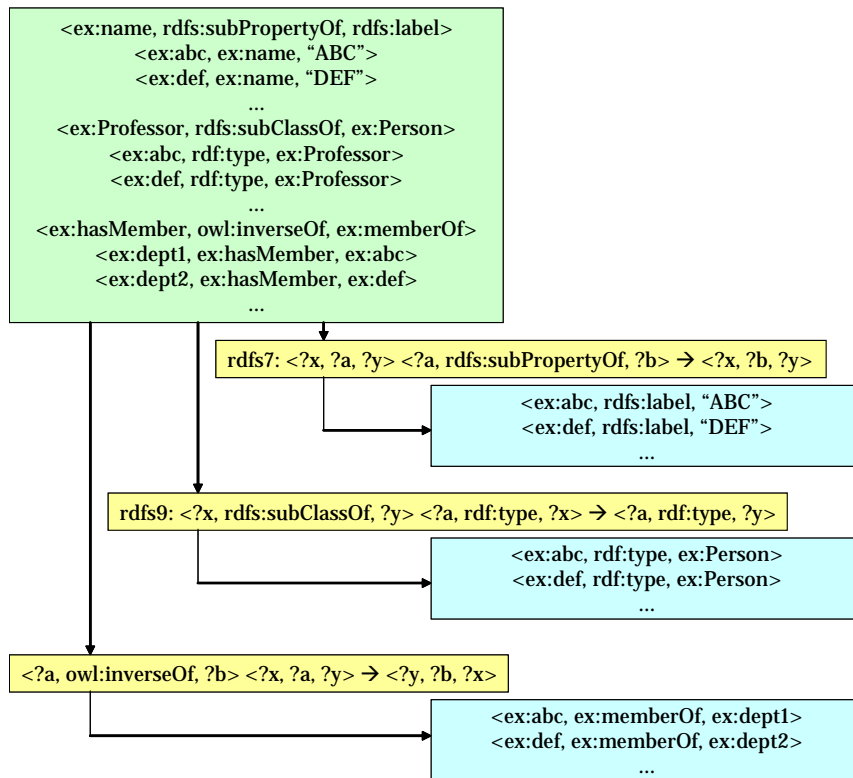 <ex:name, rdfs:subPropertyOf, rdfs:label>
<ex:abc, ex:name, “ABC”>
<ex:def, ex:name, “DEF”>
...
<ex:Professor, rdfs:subClassOf, ex:Person>
<ex:abc, rdf:type, ex:Professor>
<ex:def, rdf:type, ex:Professor>
...
<ex:hasMember, owl:inverseOf, ex:memberOf>
<ex:dept1, ex:hasMember, ex:abc>
<ex:dept2, ex:hasMember, ex:def>
...
rdfs7: <?x, ?a, ?y> <?a, rdfs:subPropertyOf, ?b> → <?x, ?b, ?y>
<ex:abc, rdfs:label, “ABC”>
<ex:def, rdfs:label, “DEF”>
...
rdfs9: <?x, rdfs:subClassOf, ?y> <?a, rdf:type, ?x> → <?a, rdf:type, ?y>
<ex:abc, rdf:type, ex:Person>
<ex:def, rdf:type, ex:Person>
...
<?a, owl:inverseOf, ?b> <?x, ?a, ?y> → <?y, ?b, ?x>
<ex:abc, ex:memberOf, ex:dept1>
<ex:def, ex:memberOf, ex:dept2>
...